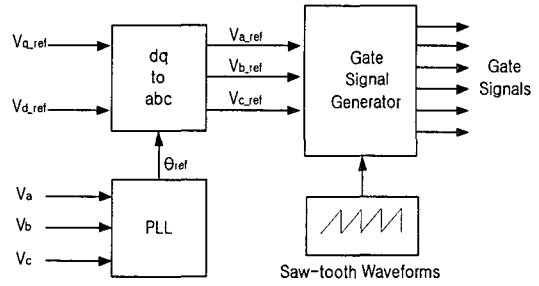 Vq_ref
Vd_ref
dq
to
abc
Va_ref
Vb_ref
Vc_ref
Gate
Signal
Generator
Gate
Signals
θref
Va
Vb
Vc
PLL
Saw-tooth Waveforms